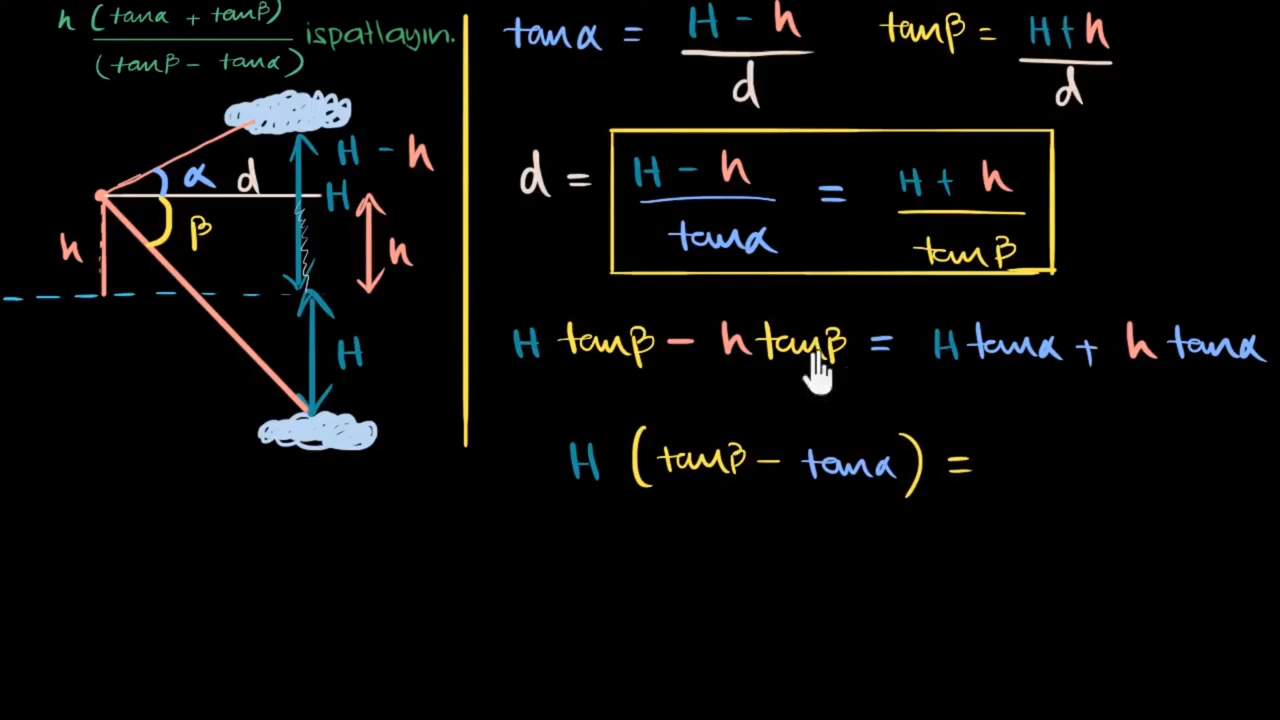 h (tanα + tanβ)
(tanβ - tanα)
ispatlayın.
H - h
α
d
H
β
h
h
H
tanα = H - h / d
tanβ = H + h / d
d = H - h / tanα = H + h / tanβ
H tanβ - h tanβ = H tanα + h tanα
H (tanβ - tanα) =